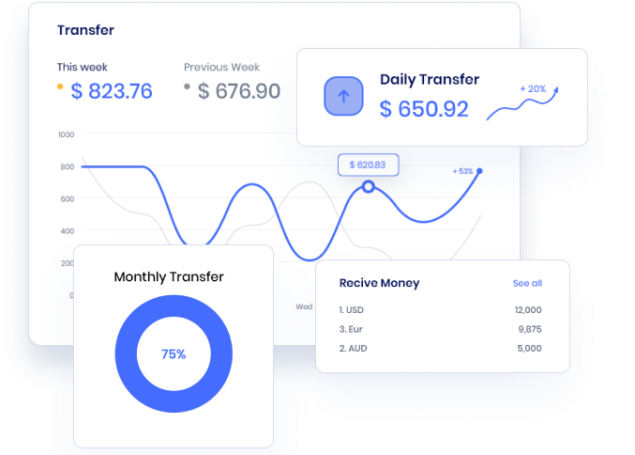 Transfer
This week
$ 823.76
Previous Week
$ 676.90
Daily Transfer
$ 650.92
+ 20%
1000
800
600
400
200
0
$ 620.83
+ 53%
Wed
Monthly Transfer
75%
Recive Money
See all
1. USD 12,000
3. Eur 9,875
2. AUD 5,000